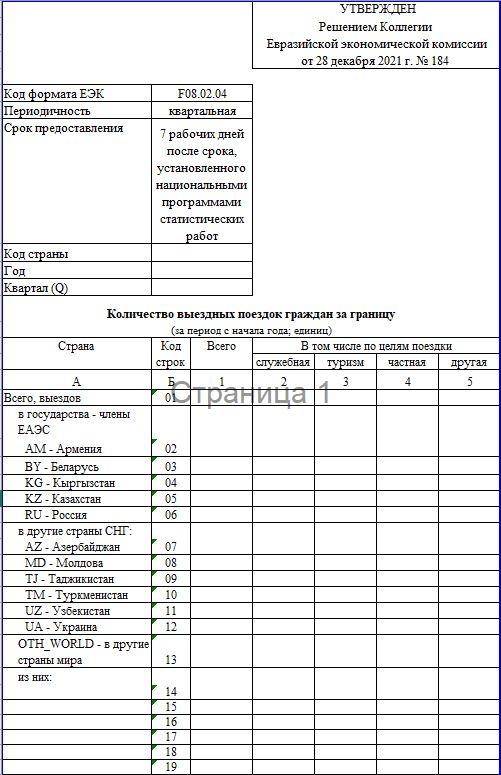 УТВЕРЖДЕН
Решением Коллегии
Евразийской экономической комиссии
от 28 декабря 2021 г. № 184
Код формата ЕЭК F08.02.04
Периодичность квартальная
Срок предоставления 7 рабочих дней
после срока,
установленного
национальными
программами
статистических
работ
Код страны
Год
Квартал (Q)
Количество выездных поездок граждан за границу
(за период с начала года; единиц)
Страна Код строк Всего В том числе по целям поездки
служебная туризм частная другая
А Б 1 2 3 4 5
Страница 1
Всего, выездов 01
в государства - члены
ЕАЭС
AM - Армения 02
BY - Беларусь 03
KG - Кыргызстан 04
KZ - Казахстан 05
RU - Россия 06
в другие страны СНГ:
AZ - Азербайджан 07
MD - Молдова 08
TJ - Таджикистан 09
TM - Туркменистан 10
UZ - Узбекистан 11
UA - Украина 12
OTH_WORLD - в другие
страны мира 13
из них:
14
15
16
17
18
19